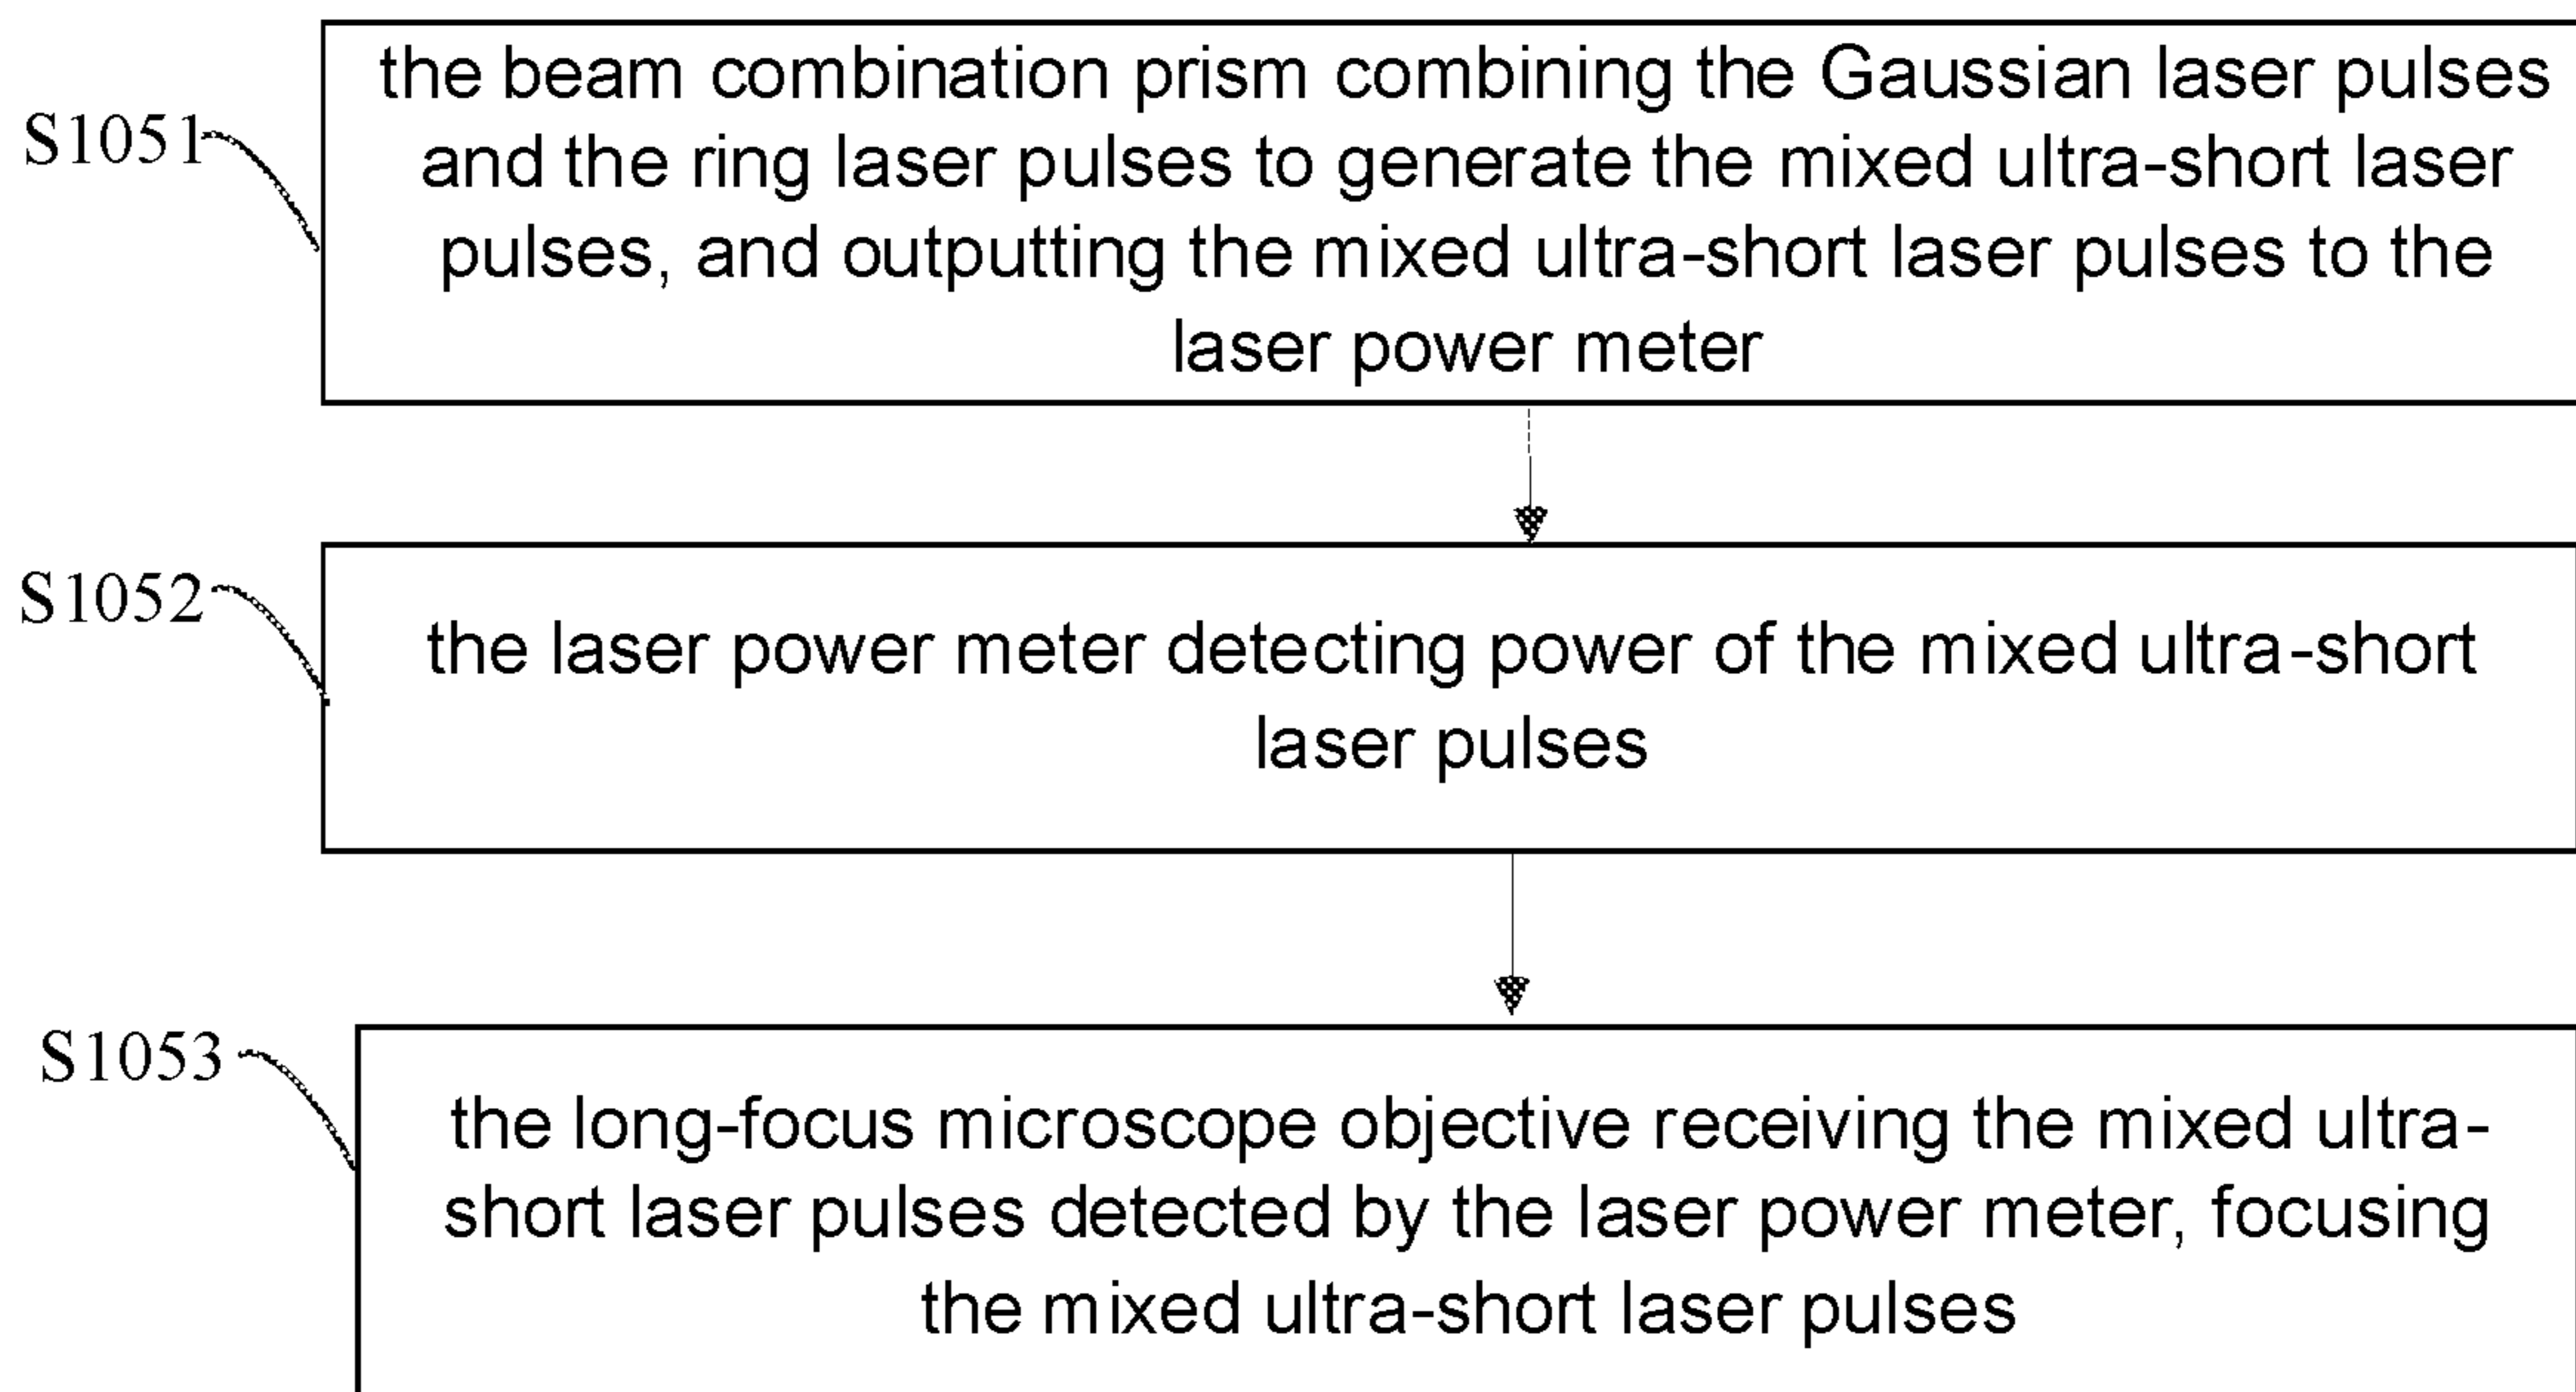 S1051
the beam combination prism combining the Gaussian laser pulses
and the ring laser pulses to generate the mixed ultra-short laser
pulses, and outputting the mixed ultra-short laser pulses to the
laser power meter
S1052
the laser power meter detecting power of the mixed ultra-short
laser pulses
S1053
the long-focus microscope objective receiving the mixed ultra-
short laser pulses detected by the laser power meter, focusing
the mixed ultra-short laser pulses